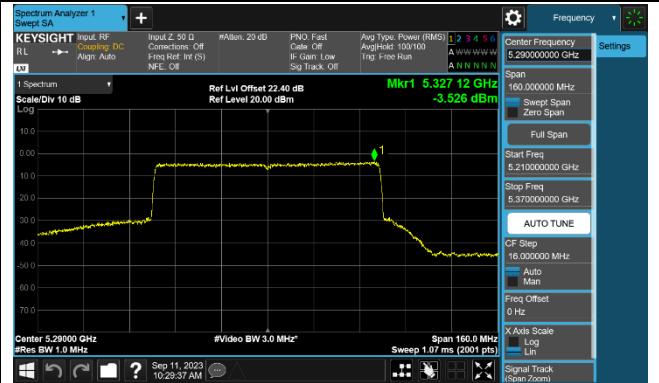 Spectrum Analyzer 1
Swept SA
Frequency
KEYSIGHT
RL
LXI
Input: RF
Coupling: DC
Align: Auto
Input Z: 50 Ω
Corrections: Off
Freq Ref: Int (S)
NFE: Off
#Atten: 20 dB
PNO: Fast
Gate: Off
IF Gain: Low
Sig Track: Off
Avg Type: Power (RMS)
Avg|Hold: 100/100
Trig: Free Run
1 2 3 4 5 6
A W W W W W
A N N N N N
1 Spectrum
Scale/Div 10 dB
Log
Ref Lvl Offset 22.40 dB
Ref Level 20.00 dBm
Mkr1 5.327 12 GHz
-3.526 dBm
10.0
0.00
-10.0
-20.0
-30.0
-40.0
-50.0
-60.0
-70.0
1
Center 5.29000 GHz
#Res BW 1.0 MHz
#Video BW 3.0 MHz*
Span 160.0 MHz
Sweep 1.07 ms (2001 pts)
Sep 11, 2023
10:29:37 AM
Center Frequency
5.290000000 GHz
Settings
Span
160.000000 MHz
Swept Span
Zero Span
Full Span
Start Freq
5.210000000 GHz
Stop Freq
5.370000000 GHz
AUTO TUNE
CF Step
16.000000 MHz
Auto
Man
Freq Offset
0 Hz
X Axis Scale
Log
Lin
Signal Track
(Span Zoom)